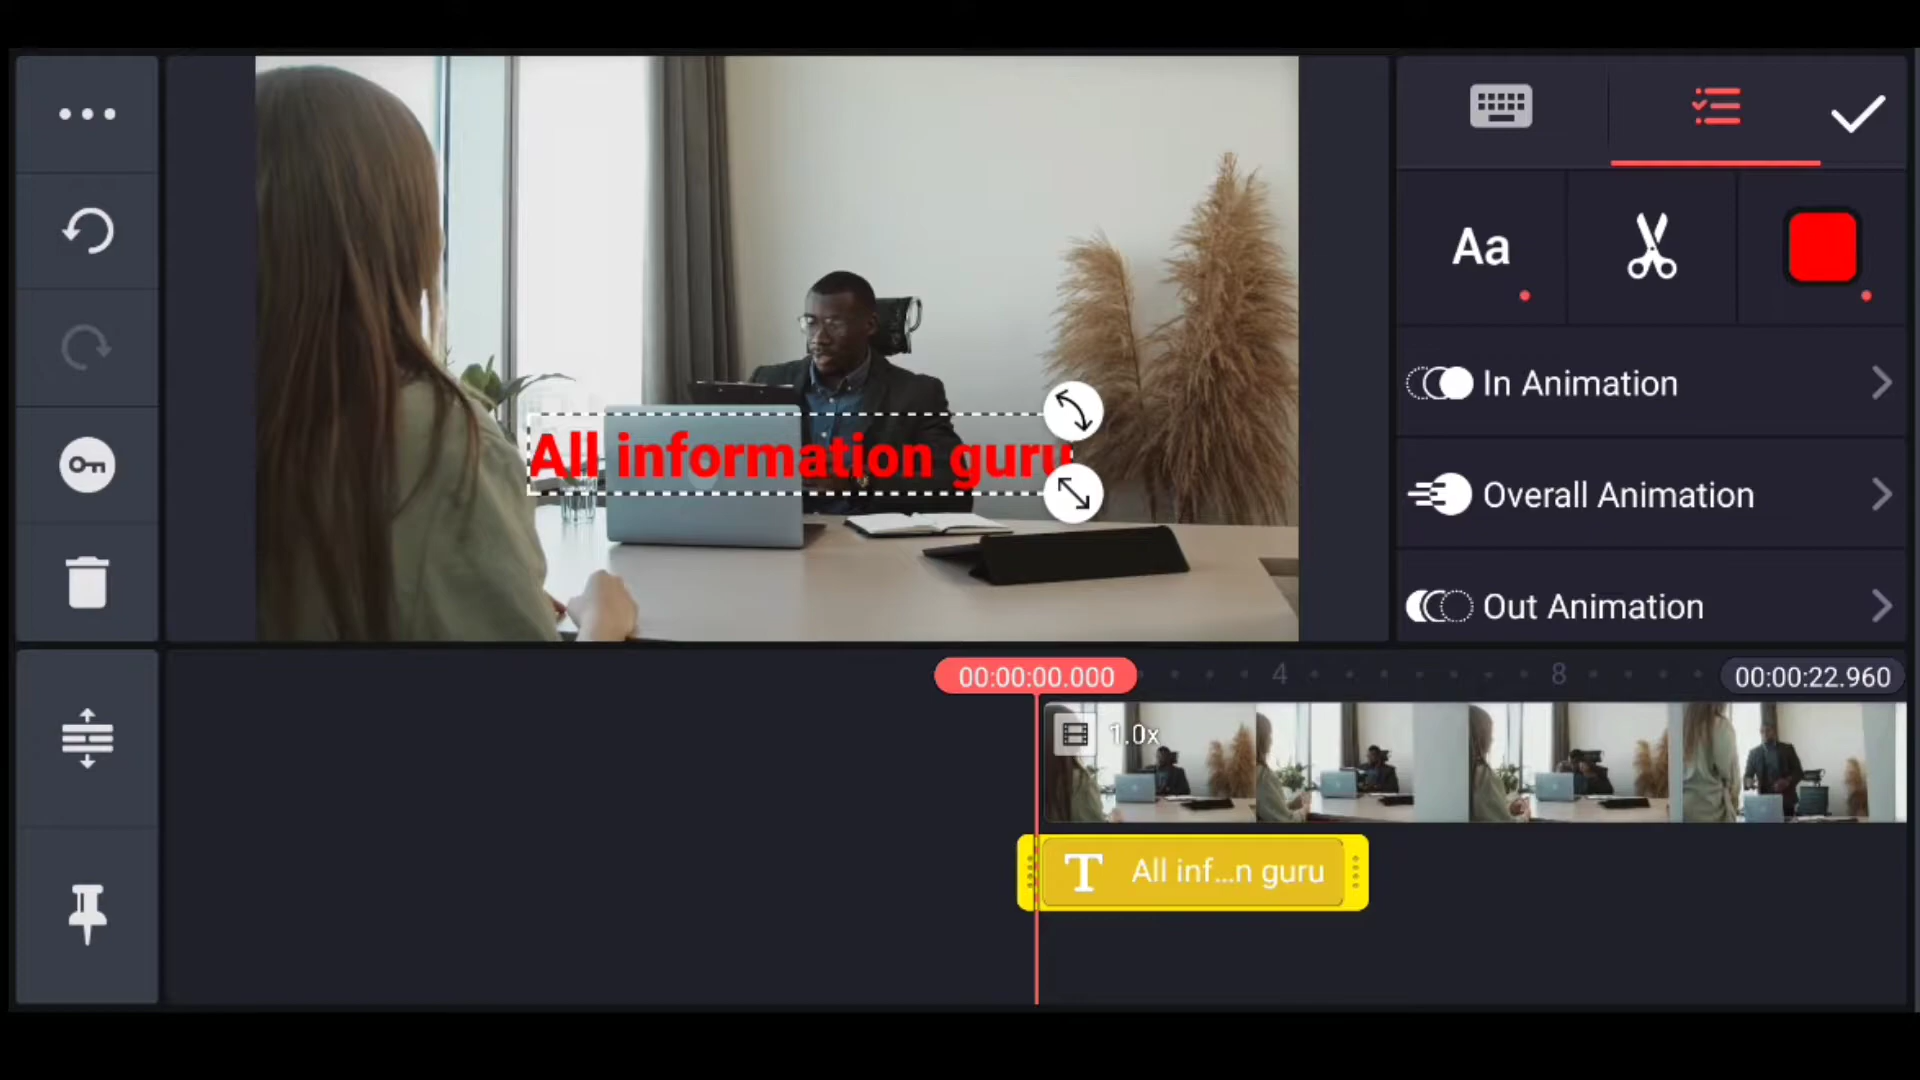 Aa
In Animation
Overall Animation
Out Animation
All information guru
00:00:00.000
4
8
00:00:22.960
1.0x
T All inf...n guru